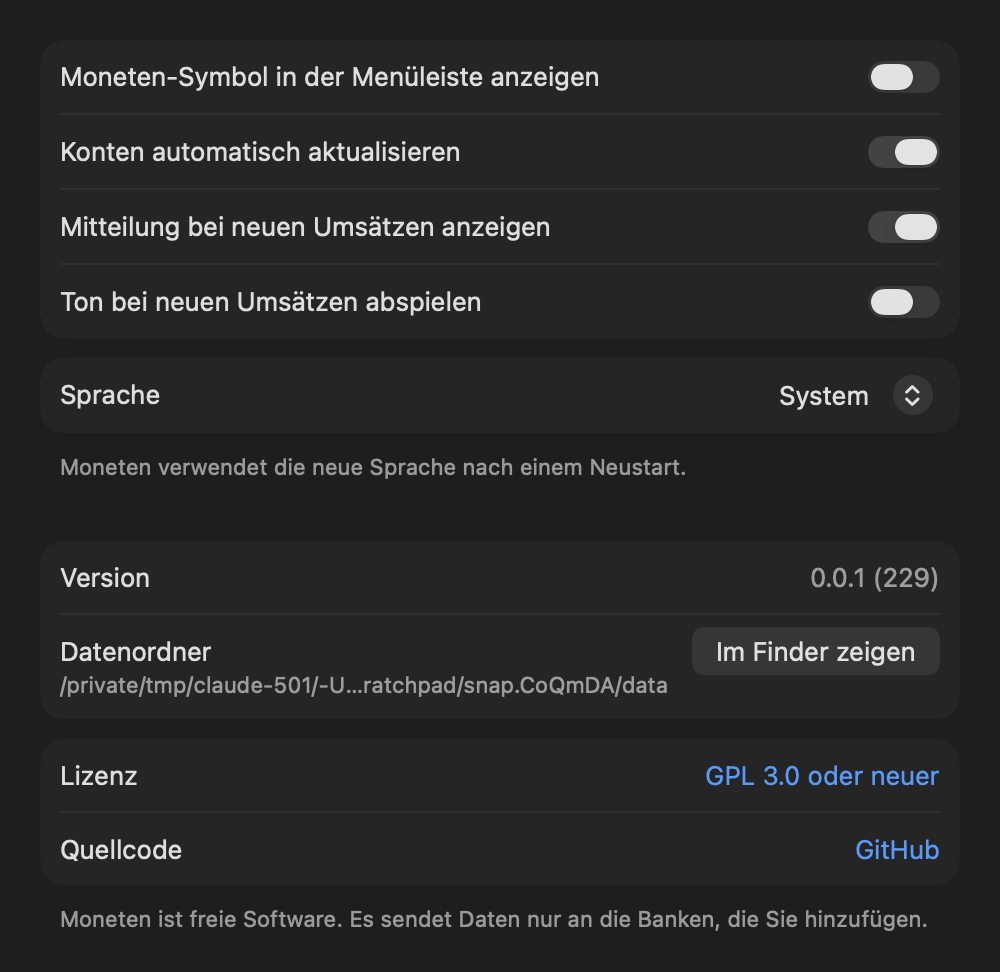 Moneten-Symbol in der Menüleiste anzeigen
Konten automatisch aktualisieren
Mitteilung bei neuen Umsätzen anzeigen
Ton bei neuen Umsätzen abspielen
Sprache System
Moneten verwendet die neue Sprache nach einem Neustart.
Version 0.0.1 (229)
Datenordner Im Finder zeigen
/private/tmp/claude-501/-U...ratchpad/snap.CoQmDA/data
Lizenz GPL 3.0 oder neuer
Quellcode GitHub
Moneten ist freie Software. Es sendet Daten nur an die Banken, die Sie hinzufügen.